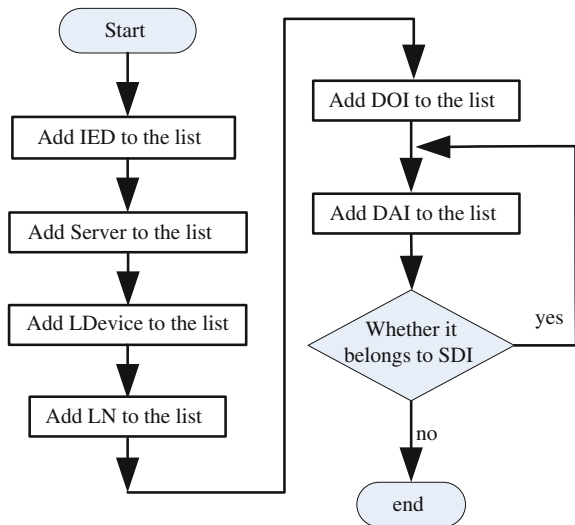 Start
Add IED to the list
Add Server to the list
Add LDevice to the list
Add LN to the list
Add DOI to the list
Add DAI to the list
Whether it
belongs to SDI
yes
no
end